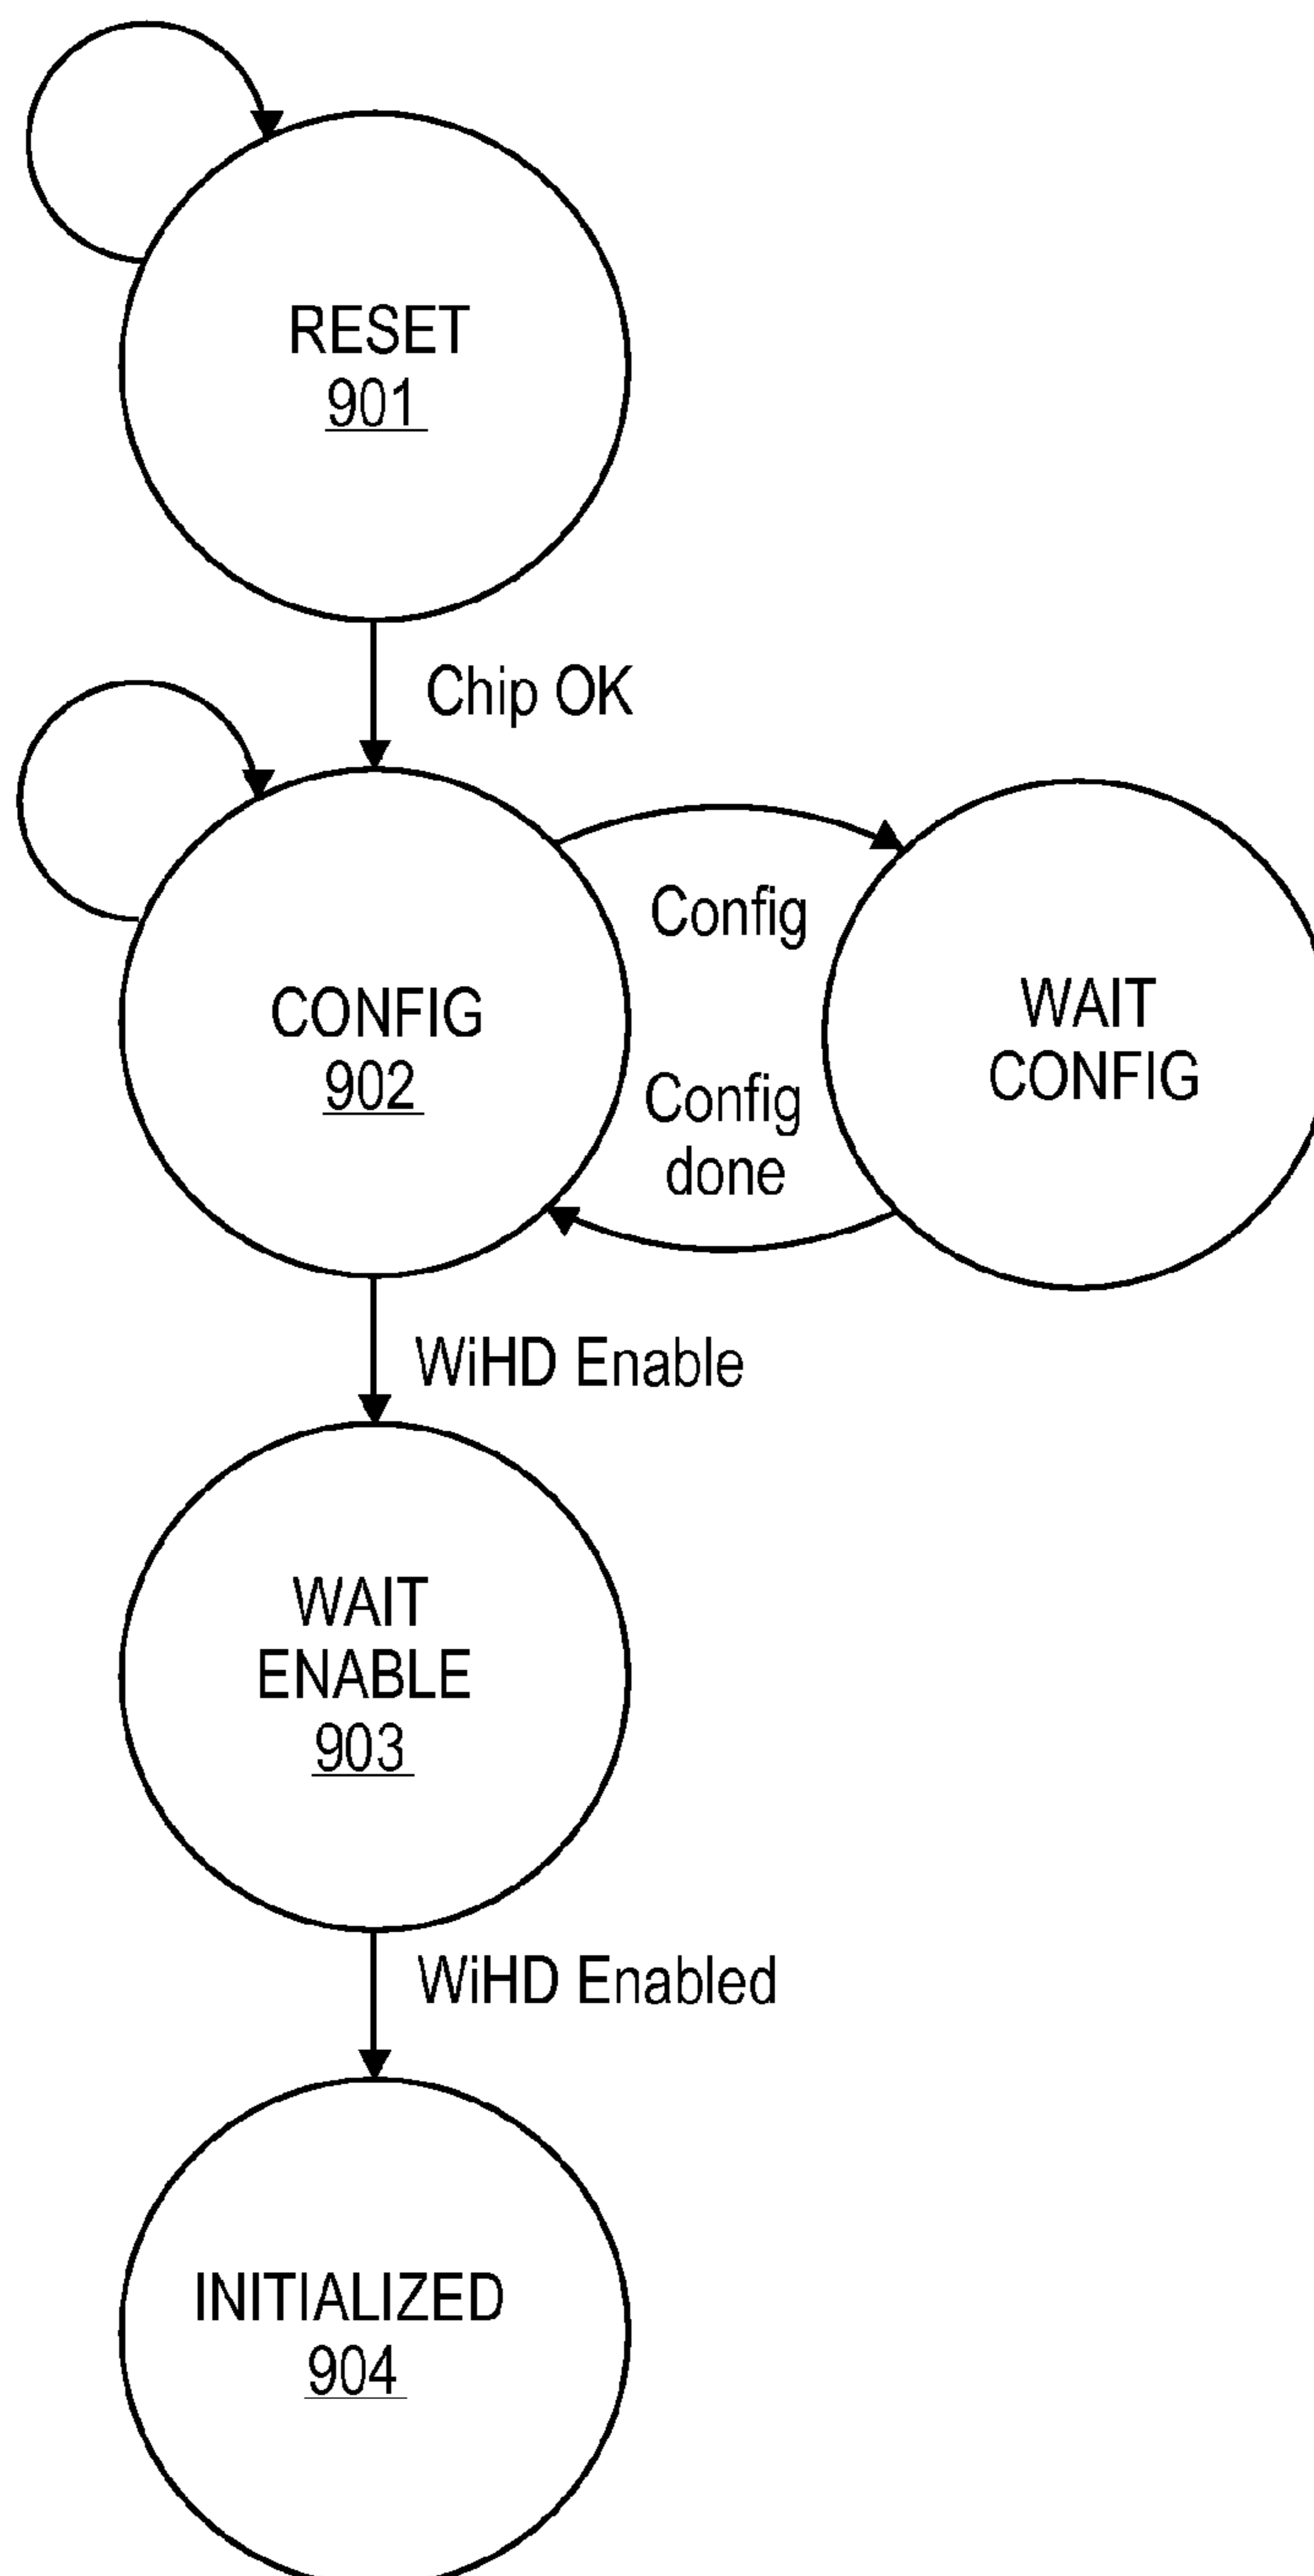 RESET
901
Chip OK
Config
CONFIG
902
WAIT
CONFIG
Config
done
WiHD Enable
WAIT
ENABLE
903
WiHD Enabled
INITIALIZED
904